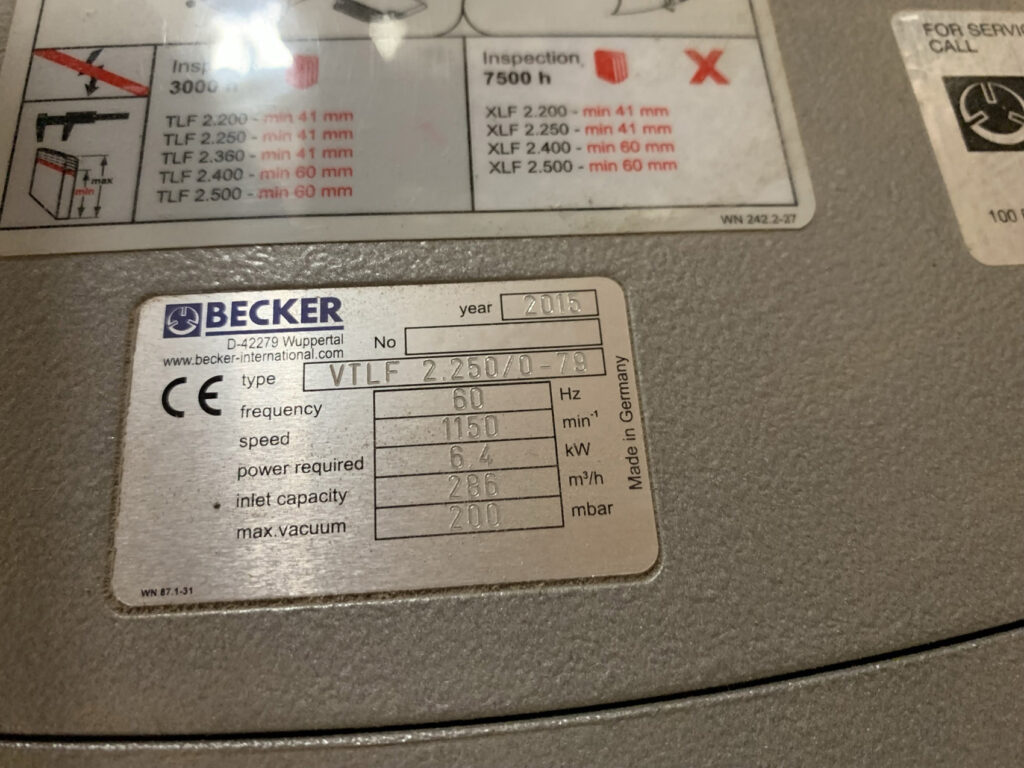 Inspection
3000 h
TLF 2.200 - min 41 mm
TLF 2.250 - min 41 mm
TLF 2.360 - min 41 mm
TLF 2.400 - min 60 mm
TLF 2.500 - min 60 mm
max
min
Inspection
7500 h
XLF 2.200 - min 41 mm
XLF 2.250 - min 41 mm
XLF 2.400 - min 60 mm
XLF 2.500 - min 60 mm
WN 242.2-27
FOR SERVIC
CALL
100
BECKER
D-42279 Wuppertal
www.becker-international.com
year 2015
No
CE type VTLF 2.250/0-79
frequency 60 Hz
speed 1150 min-1
power required 6.4 kW
inlet capacity 286 m³/h
max.vacuum 200 mbar
Made in Germany
WN 87.1-31